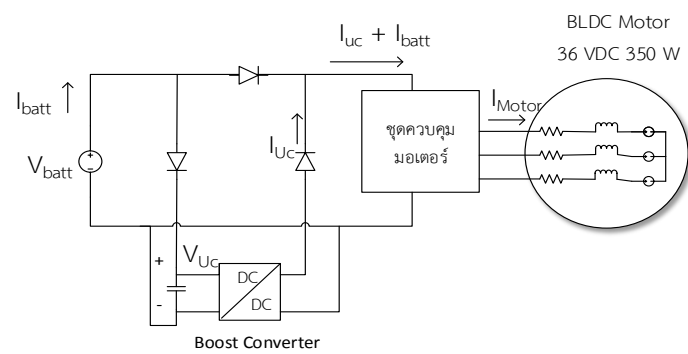 BLDC Motor
36 VDC 350 W
Iuc + Ibatt
Ibatt
IMotor
ชุดควบคุม
มอเตอร์
IUc
Vbatt
+
-
+
-
VUc
DC
DC
Boost Converter